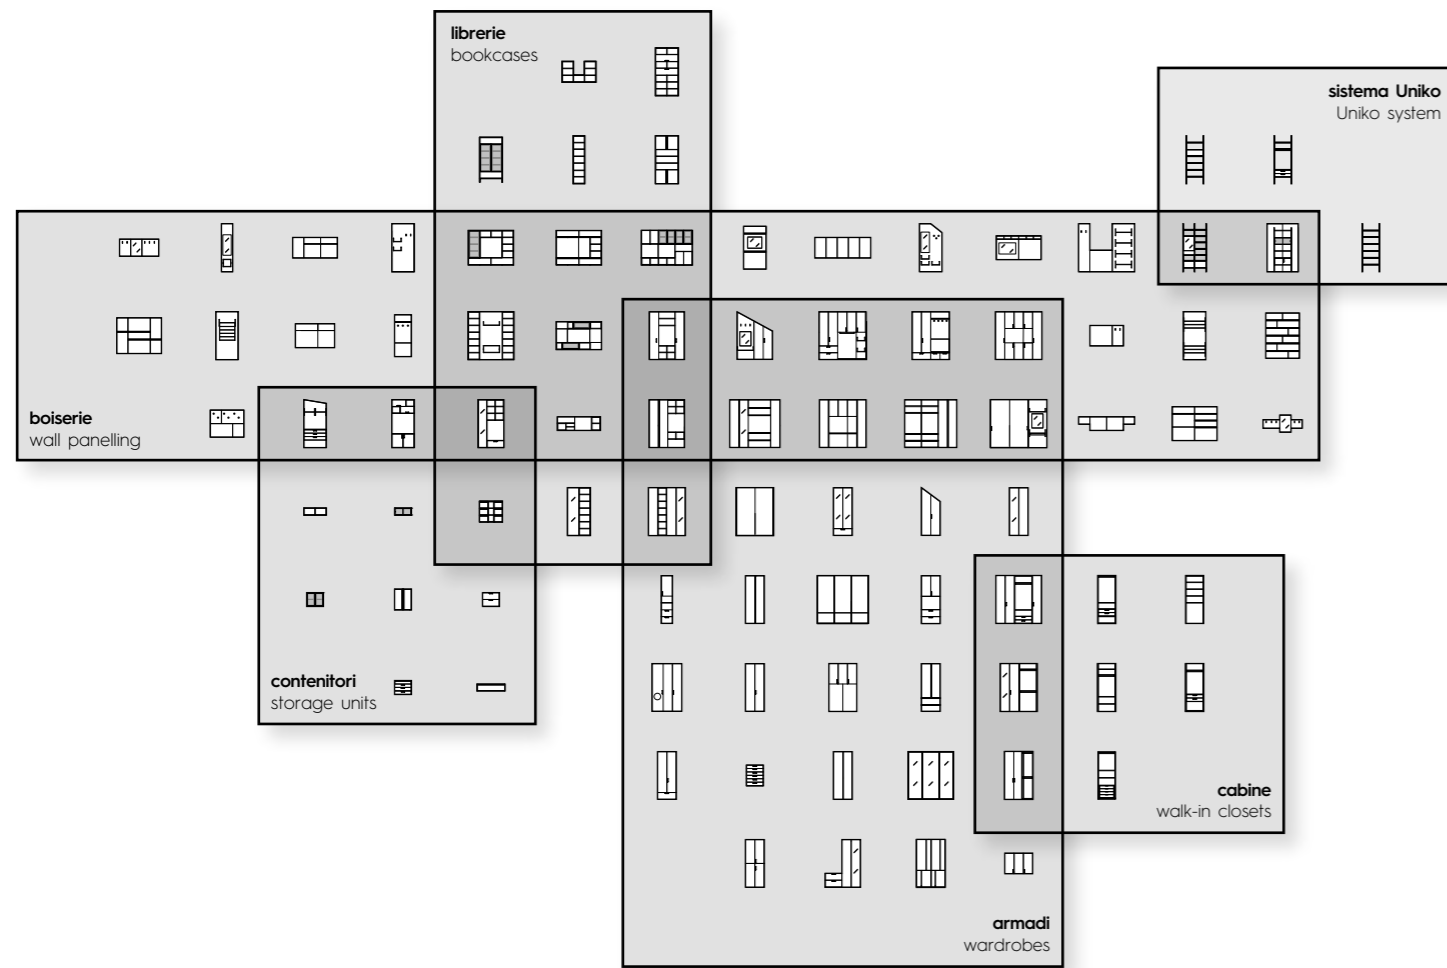 librerie
bookcases
sistema Uniko
Uniko system
boiserie
wall panelling
contenitori
storage units
cabine
walk-in closets
armadi
wardrobes